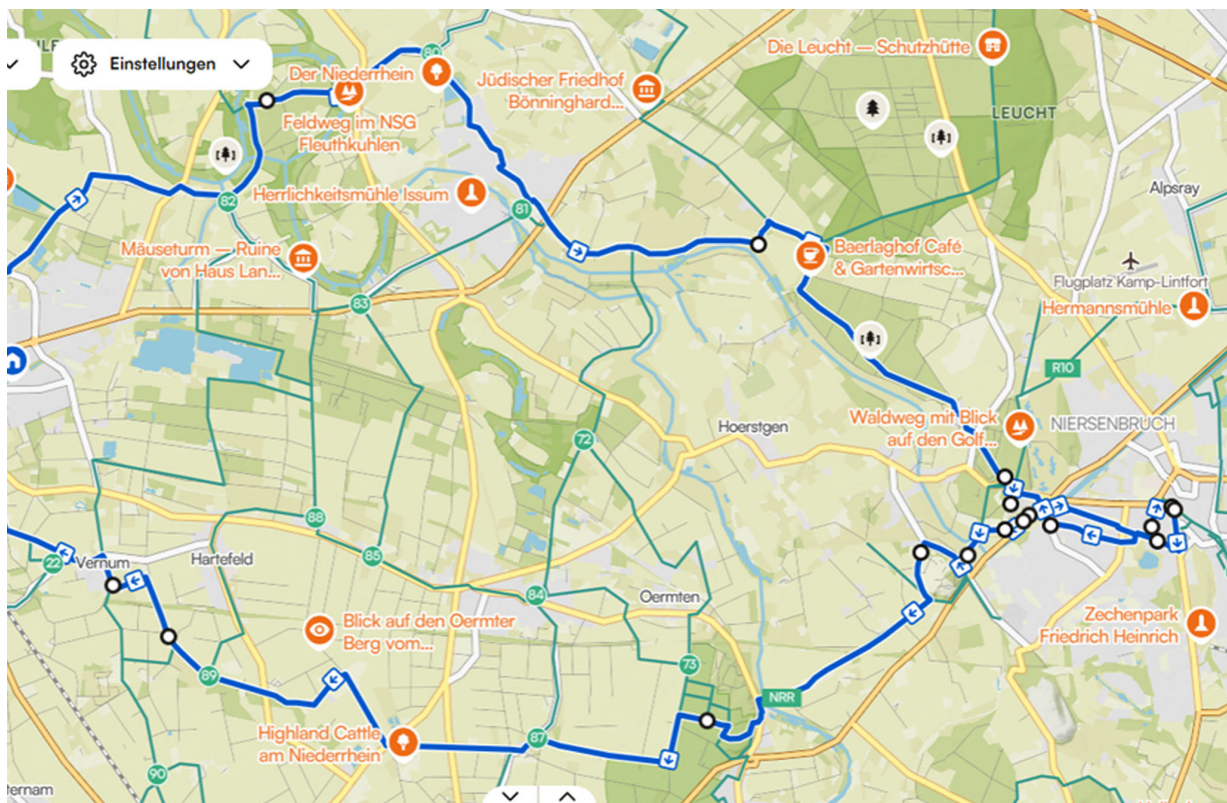 Einstellungen
80
Der Niederrhein
Feldweg im NSG
Fleuthkuhlen
Jüdischer Friedhof
Bönninghard...
Die Leucht — Schutzhütte
LEUCHT
Alpsray
82
Herrlichkeitsmühle Issum
81
Mäuseturm — Ruine
von Haus Lan...
Baerlaghof Café
& Gartenwirtsc...
Flugplatz Kamp-Lintfort
Hermannsmühle
83
R10
Waldweg mit Blick
auf den Golf...
NIERSENBRUCH
Hoerstgen
72
88
85
22
Vernum
Hartefeld
84
Oermten
Blick auf den Oermter
Berg vom...
Zechenpark
Friedrich Heinrich
73
89
NRR
Highland Cattle
am Niederrhein
87
90
ternam